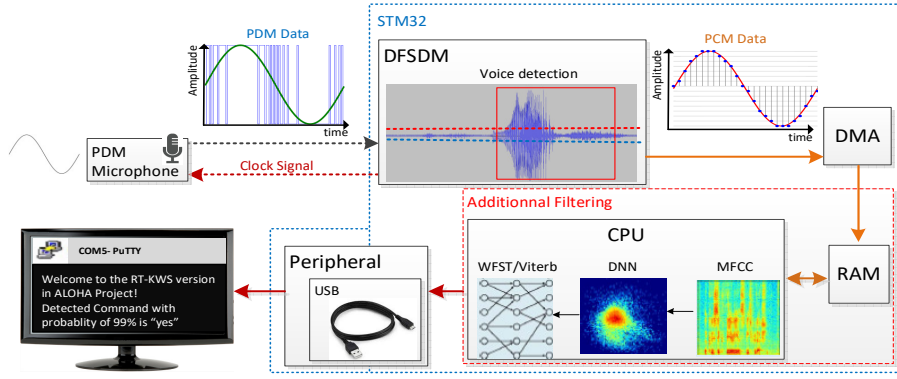 STM32
PDM Data
Amplitude
time
DFSDM
Voice detection
PCM Data
Amplitude
time
DMA
PDM
Microphone
Clock Signal
Additionnal Filtering
CPU
WFST/Viterb
DNN
MFCC
RAM
Peripheral
USB
COM5- PuTTY
Welcome to the RT-KWS version
in ALOHA Project!
Detected Command with
probablity of 99% is “yes”